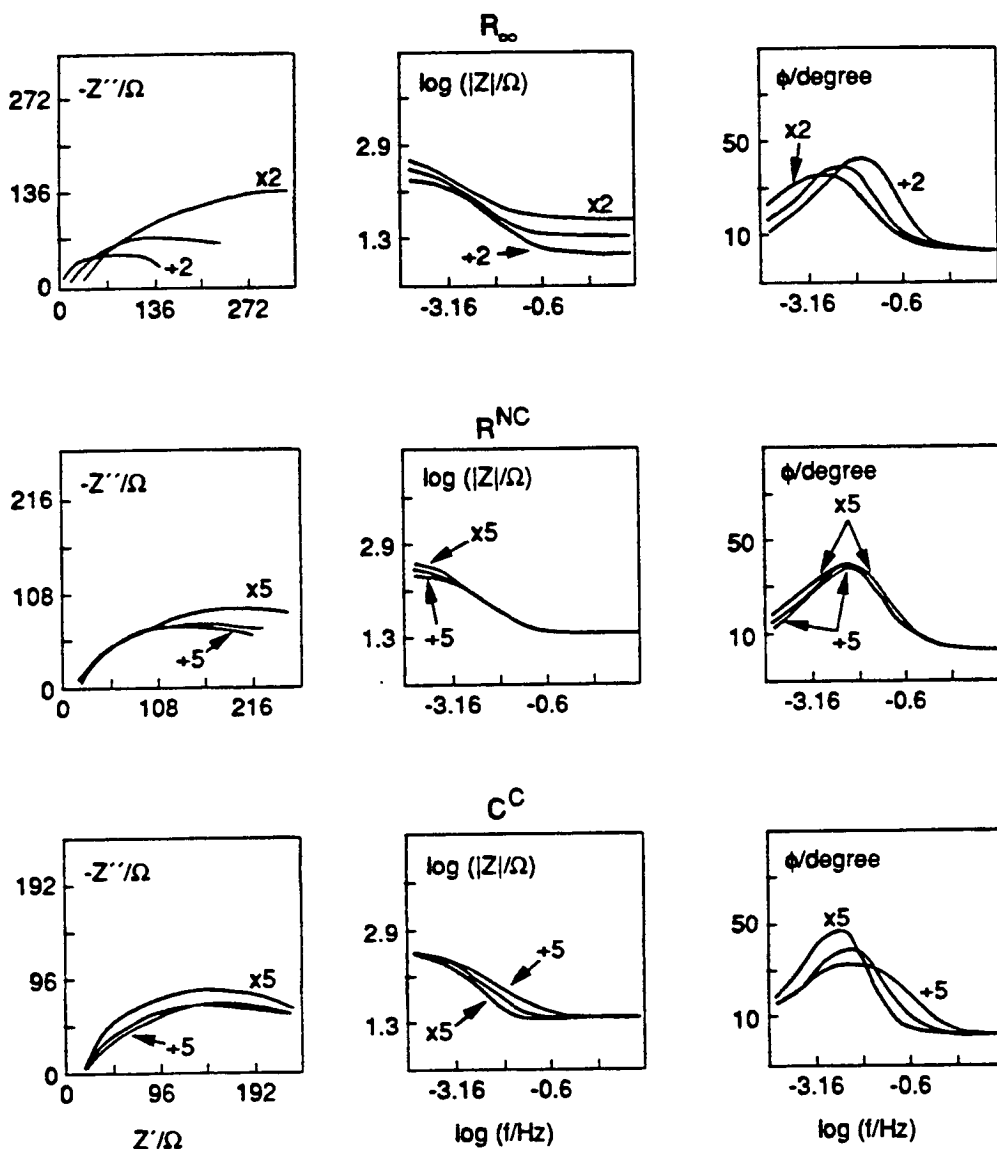 R∞
-Z´´/Ω
272
136
0
x2
+2
0 136 272
log (|Z|/Ω)
2.9
1.3
x2
+2
-3.16 -0.6
ϕ/degree
50
10
x2
+2
-3.16 -0.6
R^NC
-Z´´/Ω
216
108
0
x5
+5
0 108 216
log (|Z|/Ω)
2.9
1.3
x5
+5
-3.16 -0.6
ϕ/degree
x5
50
10
+5
-3.16 -0.6
C^C
-Z´´/Ω
192
96
0
x5
+5
0 96 192
Z´/Ω
log (|Z|/Ω)
2.9
1.3
+5
x5
-3.16 -0.6
log (f/Hz)
ϕ/degree
50
10
x5
+5
-3.16 -0.6
log (f/Hz)